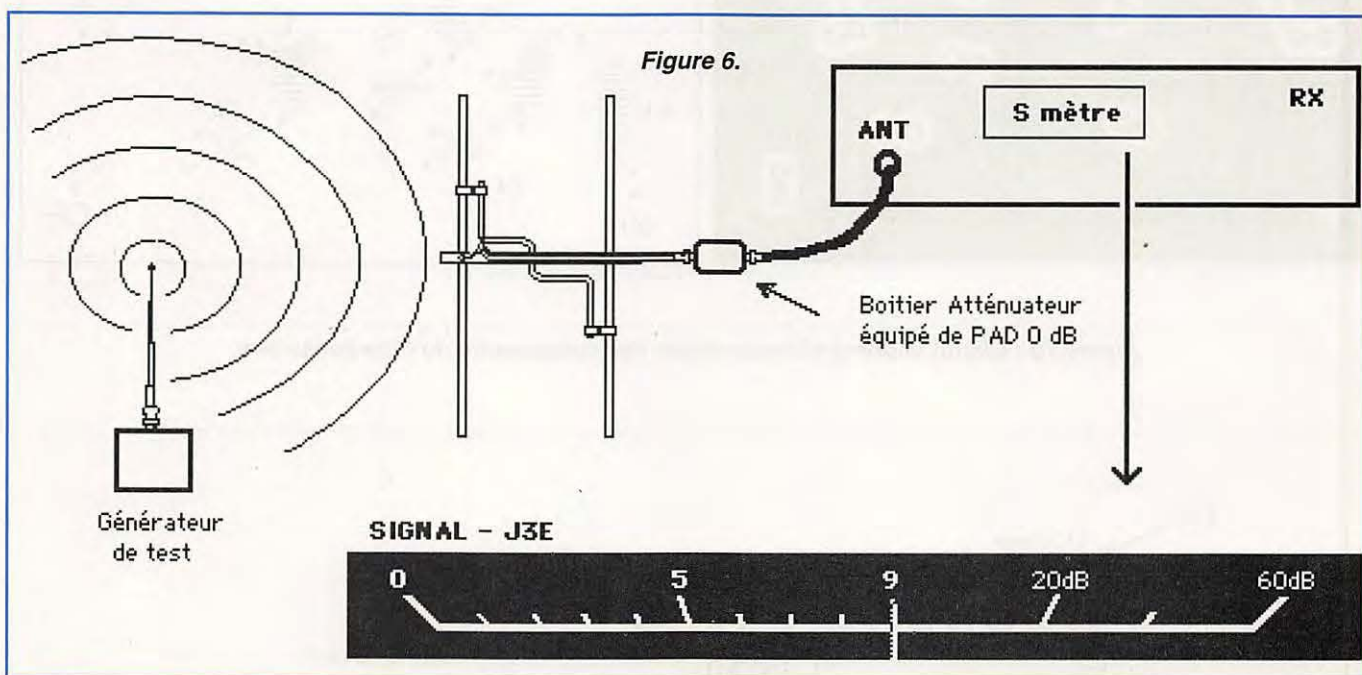 Figure 6.
RX
S mètre
ANT
Boitier Atténuateur
équipé de PAD 0 dB
Générateur
de test
SIGNAL - J3E
0 5 9 20dB 60dB